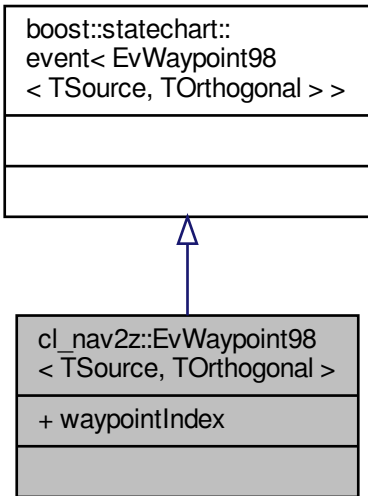 boost::statechart::
event< EvWaypoint98
< TSource, TOrthogonal > >
cl_nav2z::EvWaypoint98
< TSource, TOrthogonal >
+ waypointIndex